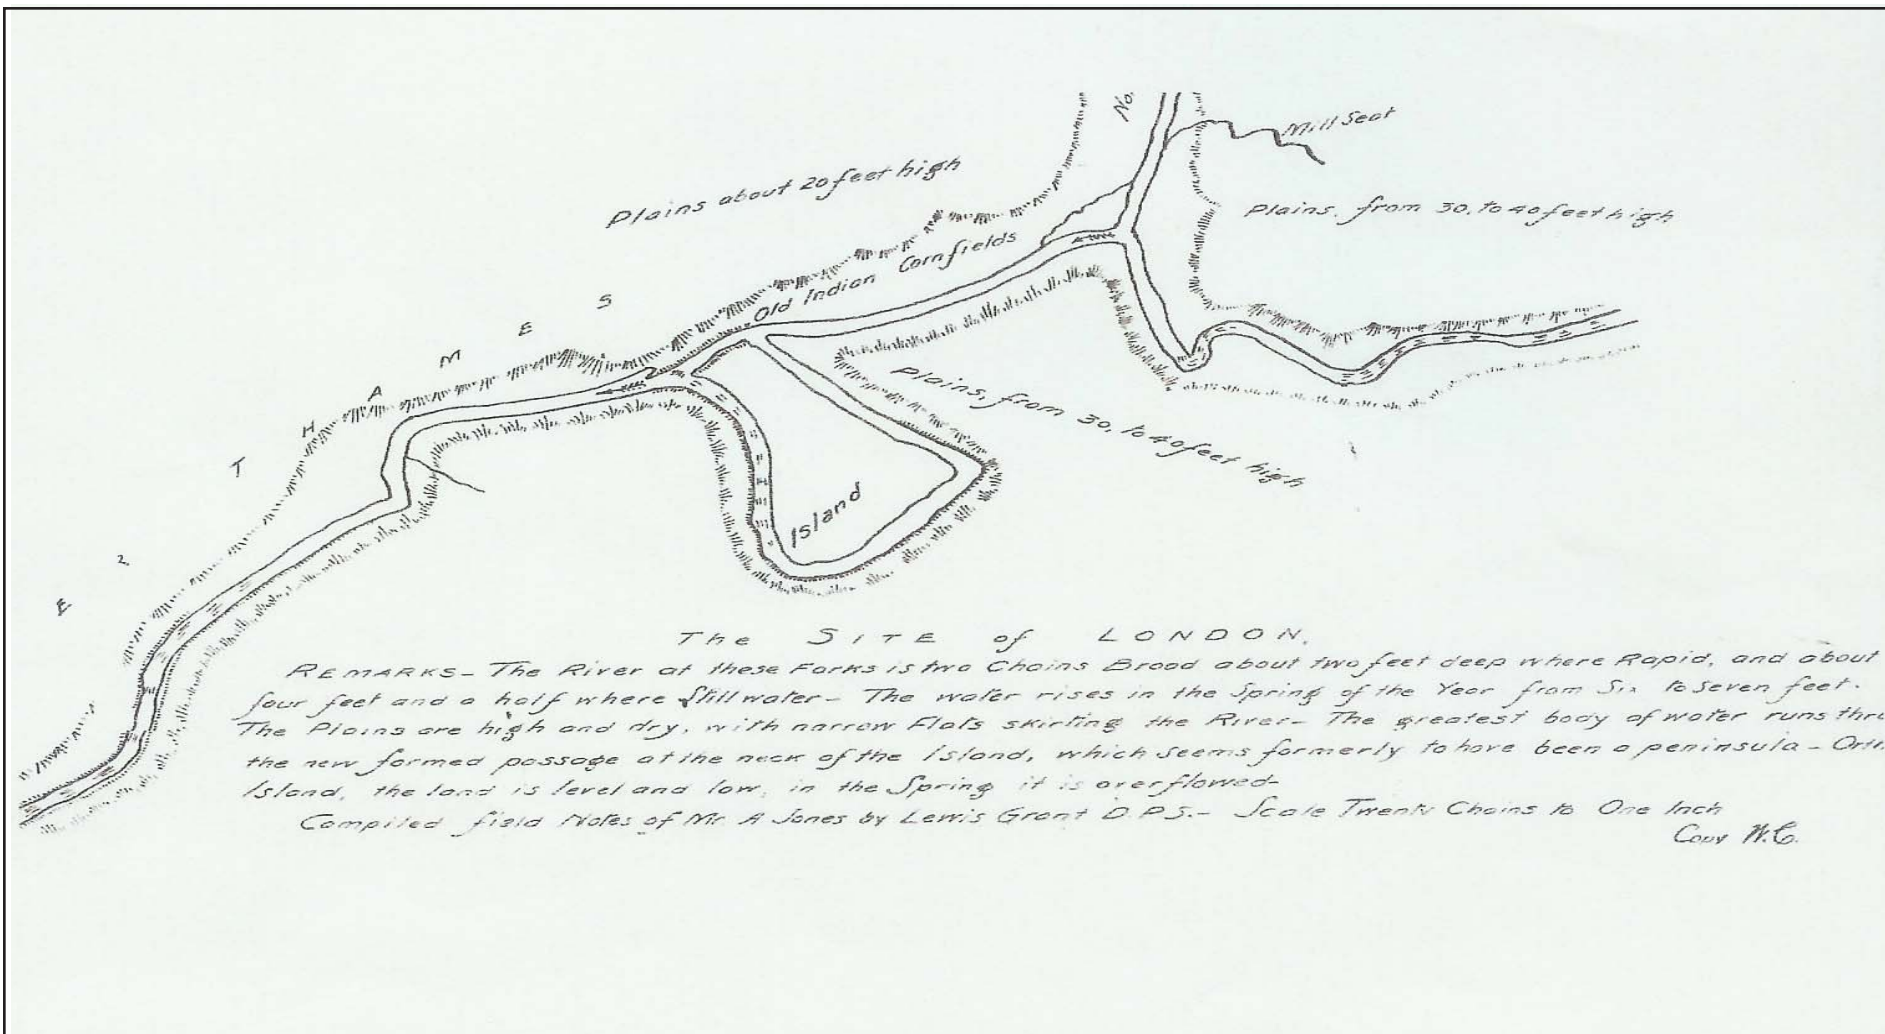 No.
Mill Seat
Plains about 20 feet high
Plains, from 30, to 40 feet high
Old Indian Cornfields
THAMES
Plains, from 30, to 40 feet high
Island
The SITE of LONDON.
REMARKS – The River at these Forks is two Chains Broad about two feet deep where Rapid, and about
four feet and a half where Still water – The water rises in the Spring of the Year from Six to Seven feet.
The Plains are high and dry, with narrow Flats skirting the River – The greatest body of water runs thro
the new formed passage at the neck of the Island, which seems formerly to have been a peninsula –
Island, the land is level and low, in the Spring it is overflowed –
Compiled field Notes of Mr. A Jones by Lewis Grant D.P.S. – Scale Twenty Chains to One Inch
Copy W.C.